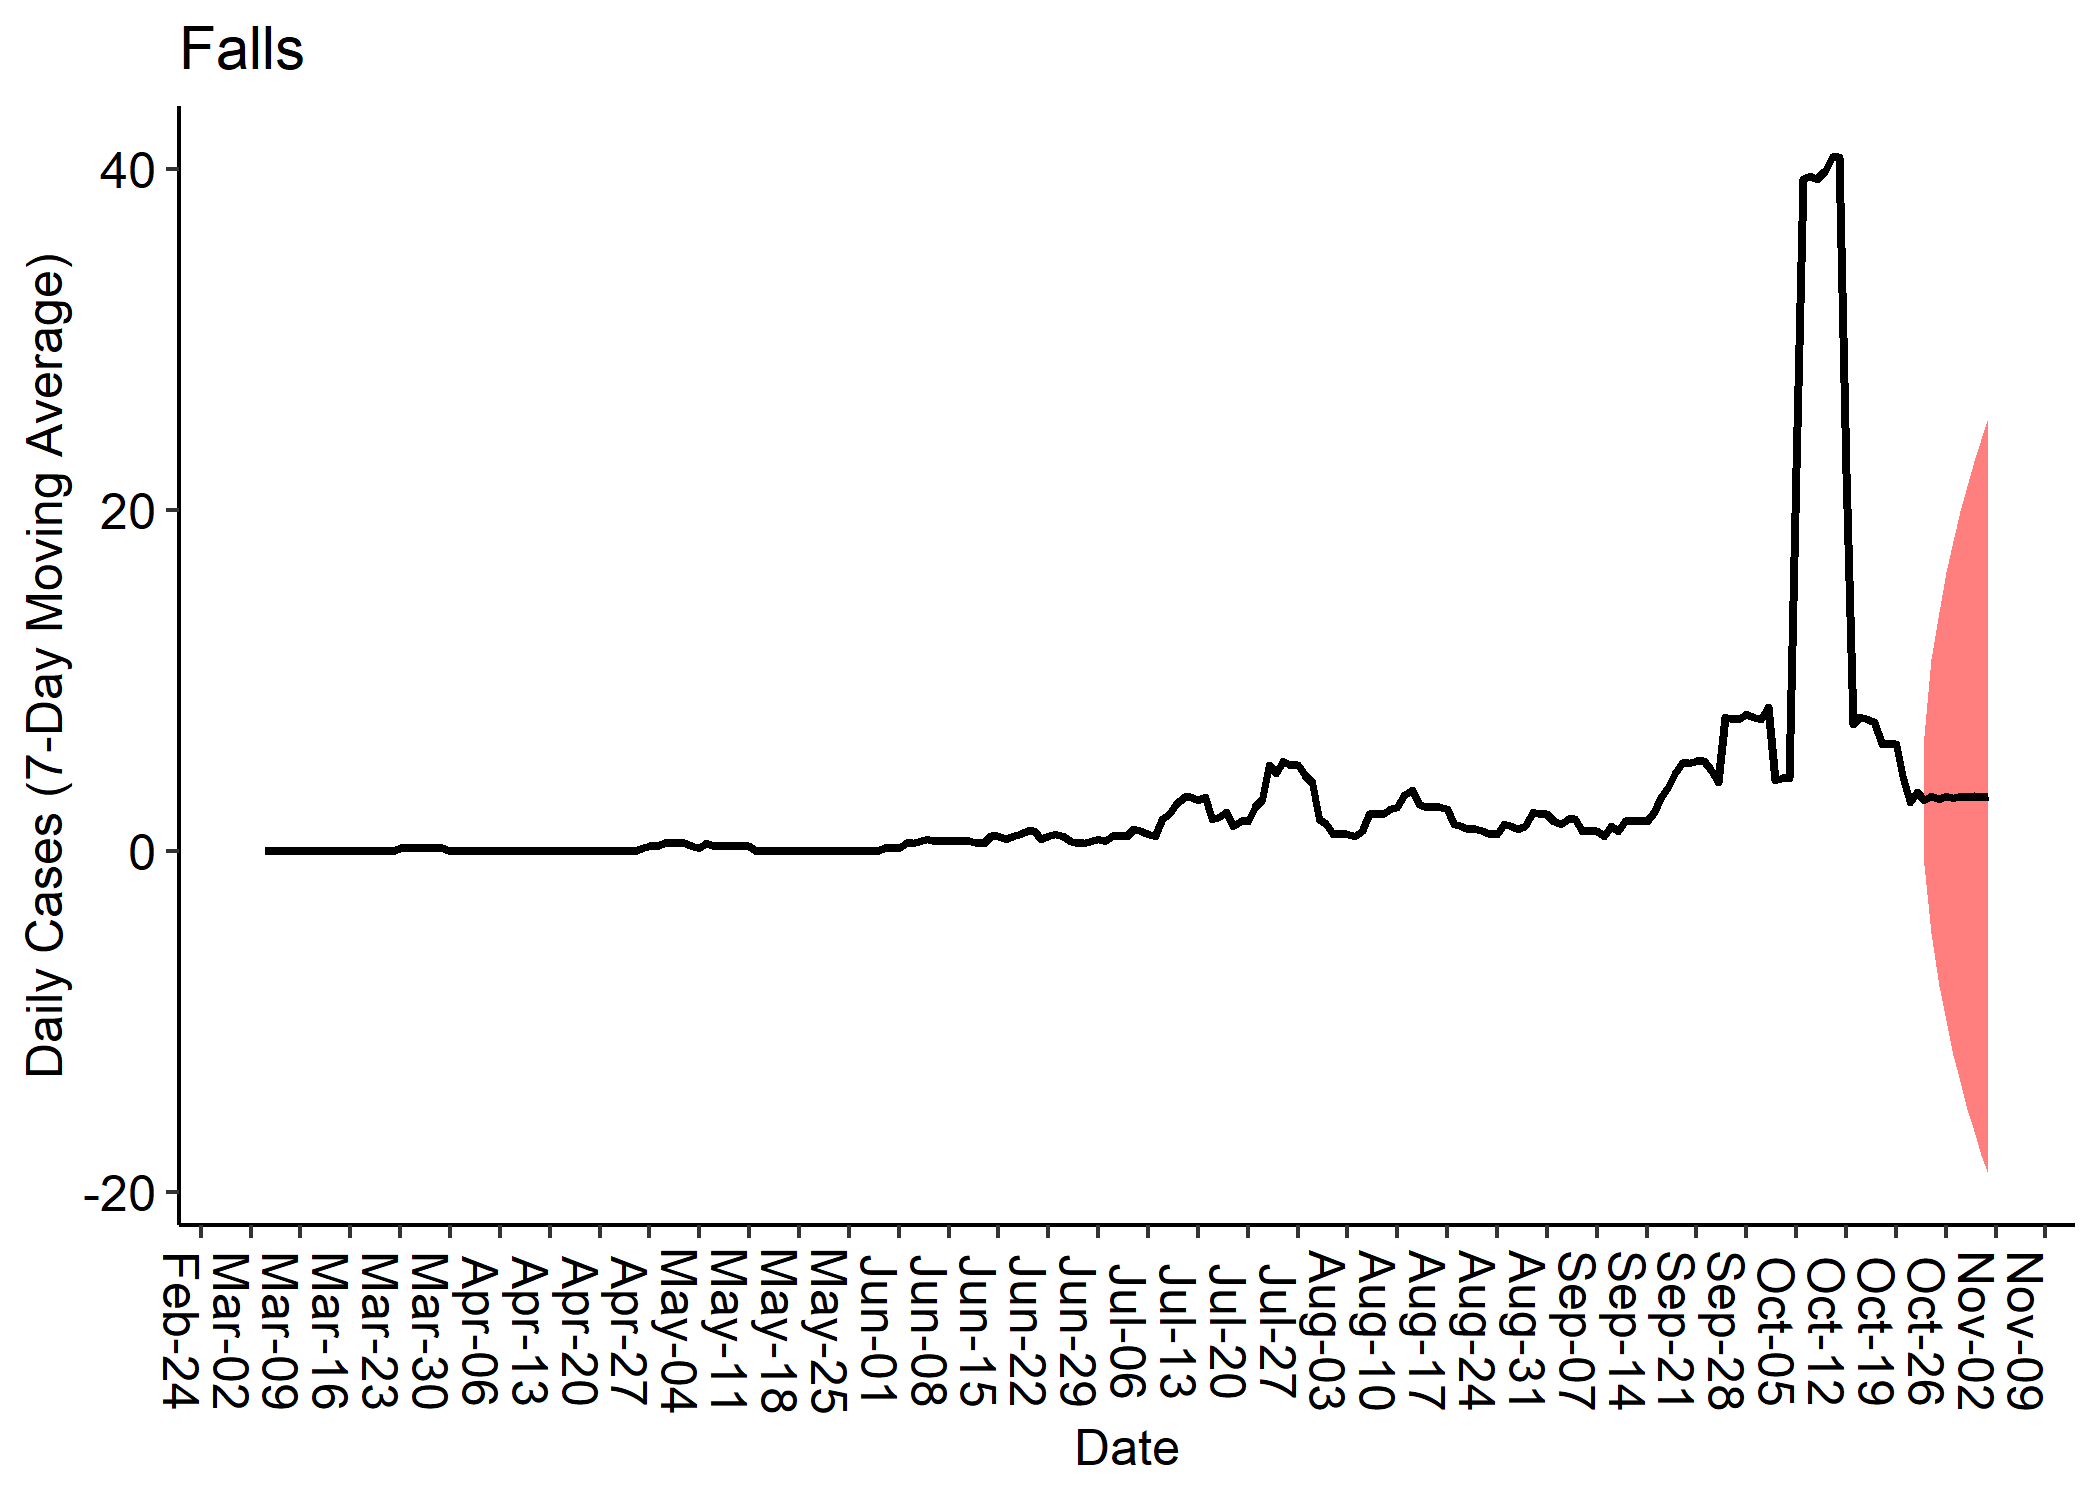 Falls
Daily Cases (7-Day Moving Average)
40
20
0
-20
Feb-24
Mar-02
Mar-09
Mar-16
Mar-23
Mar-30
Apr-06
Apr-13
Apr-20
Apr-27
May-04
May-11
May-18
May-25
Jun-01
Jun-08
Jun-15
Jun-22
Jun-29
Jul-06
Jul-13
Jul-20
Jul-27
Aug-03
Aug-10
Aug-17
Aug-24
Aug-31
Sep-07
Sep-14
Sep-21
Sep-28
Oct-05
Oct-12
Oct-19
Oct-26
Nov-02
Nov-09
Date